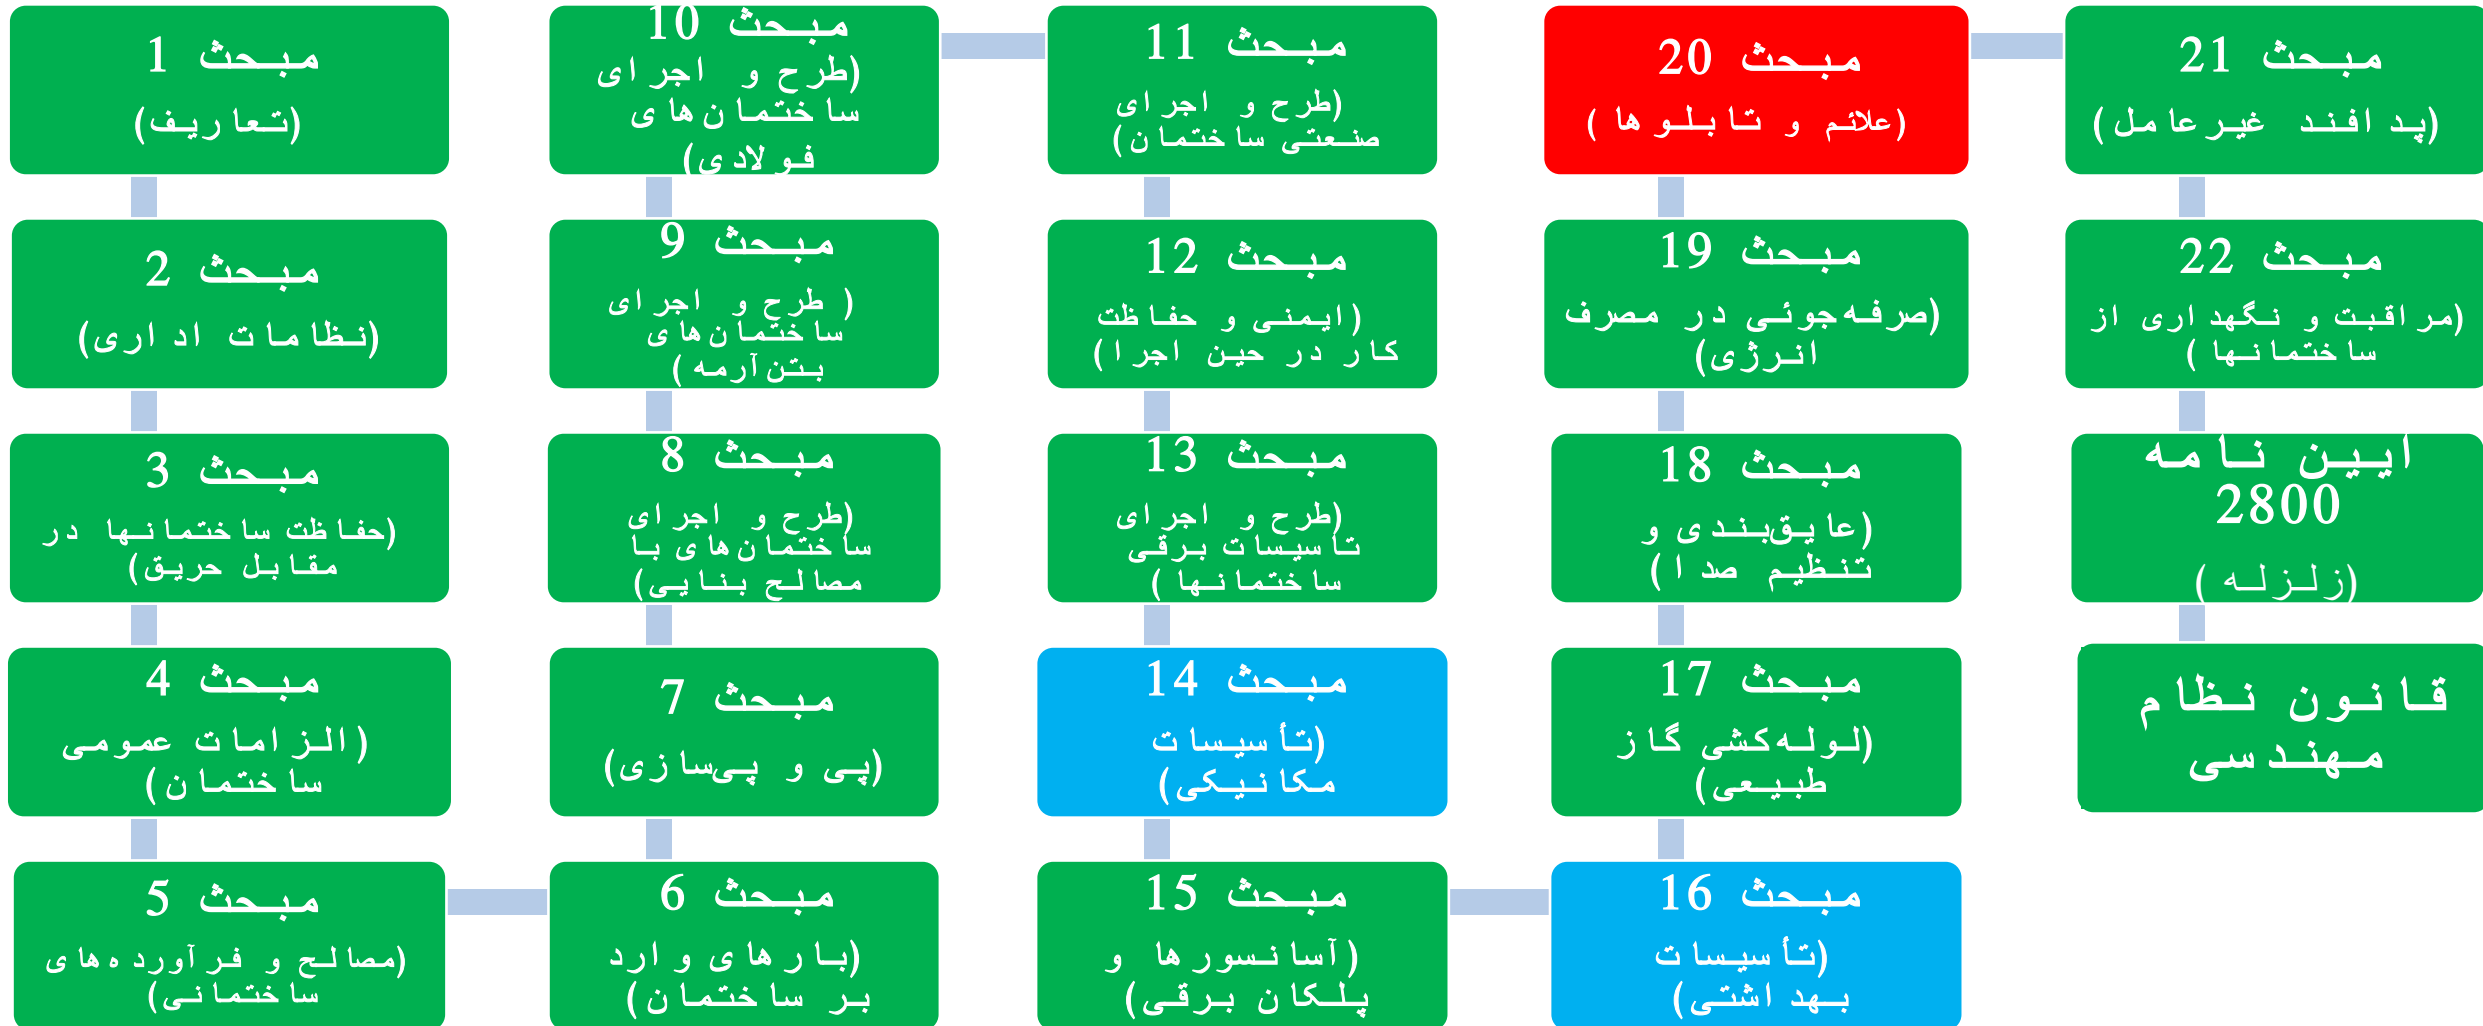 مبحث 1
(تعاریف)
مبحث 2
(نظامات اداری)
مبحث 3
(حفاظت ساختمانها در
مقابل حریق)
مبحث 4
(الزامات عمومی
ساختمان)
مبحث 5
(مصالح و فرآورده‌های
ساختمانی)
مبحث 6
(بارهای وارد
بر ساختمان)
مبحث 7
(پی و پی‌سازی)
مبحث 8
(طرح و اجرای
ساختمان‌های با
مصالح بنایی)
مبحث 9
( طرح و اجرای
ساختمان‌های
بتن‌آرمه)
مبحث 10
(طرح و اجرای
ساختمان‌های
فولادی)
مبحث 11
(طرح و اجرای
صنعتی ساختمان)
مبحث 12
(ایمنی و حفاظت
کار در حین اجرا)
مبحث 13
(طرح و اجرای
تاسیسات برقی
ساختمانها)
مبحث 14
(تأسیسات
مکانیکی)
مبحث 15
(آسانسورها و
پلکان برقی)
مبحث 16
(تأسیسات
بهداشتی)
مبحث 17
(لوله‌کشی گاز
طبیعی)
مبحث 18
(عایق‌بندی و
تنظیم صدا)
مبحث 19
(صرفه‌جوئی در مصرف
انرژی)
مبحث 20
(علائم و تابلوها)
مبحث 21
(پدافند غیرعامل)
مبحث 22
(مراقبت و نگهداری از
ساختمانها)
ایین نامه
2800
(زلزله)
قانون نظام
مهندسی